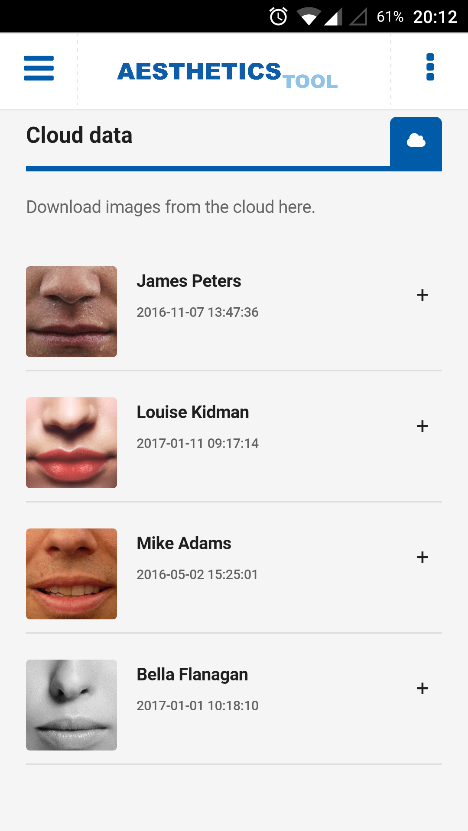 61% 20:12
AESTHETICS TOOL
Cloud data
Download images from the cloud here.
James Peters
2016-11-07 13:47:36
+
Louise Kidman
2017-01-11 09:17:14
+
Mike Adams
2016-05-02 15:25:01
+
Bella Flanagan
2017-01-01 10:18:10
+